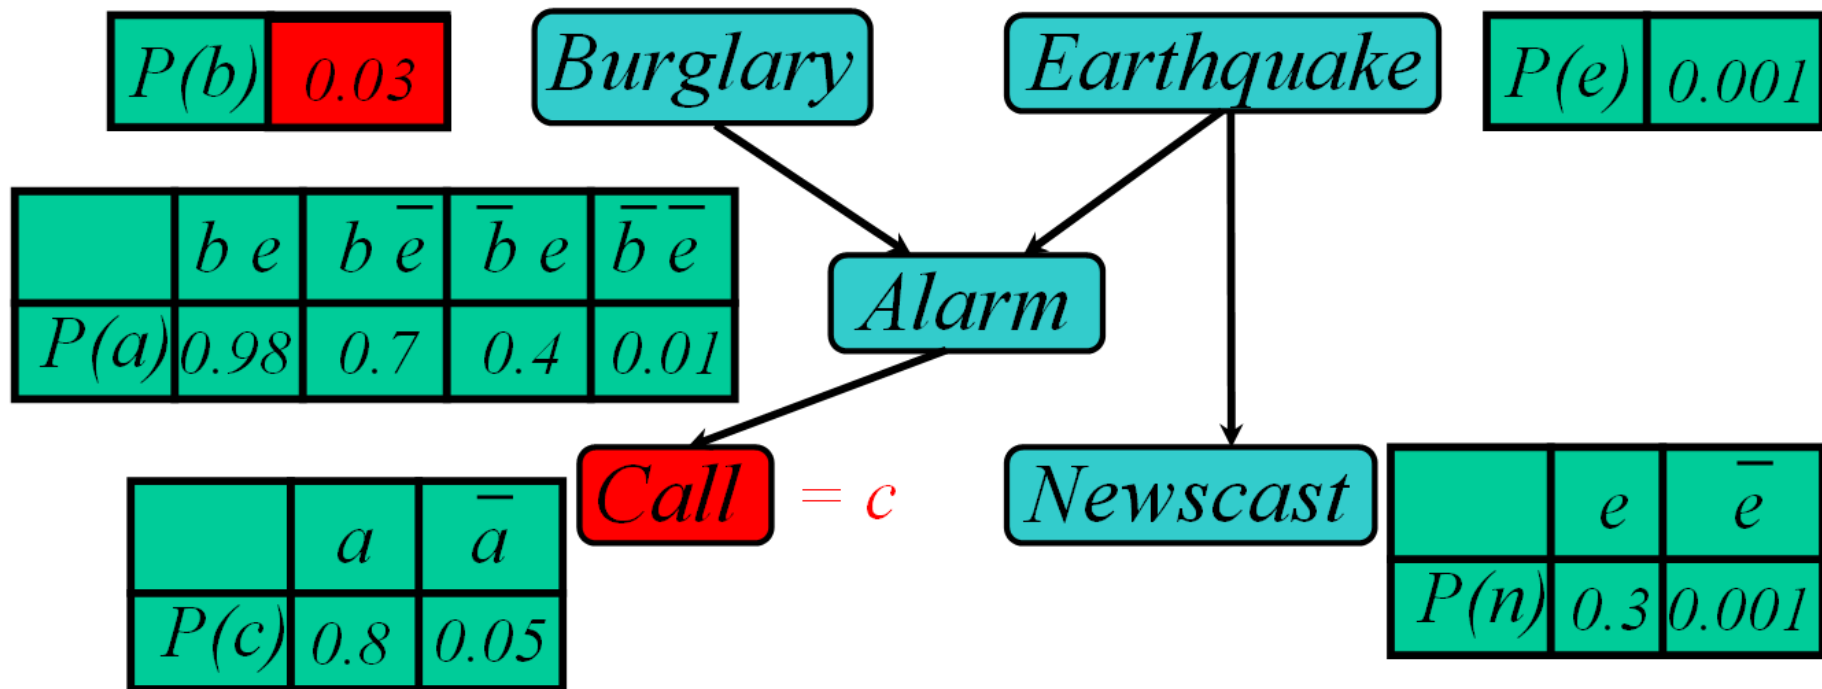 P(b) 0.03
Burglary
Earthquake
P(e) 0.001
b e b e̅ b̅ e b̅ e̅
P(a) 0.98 0.7 0.4 0.01
Alarm
Call = c
Newscast
a a̅
P(c) 0.8 0.05
e e̅
P(n) 0.3 0.001